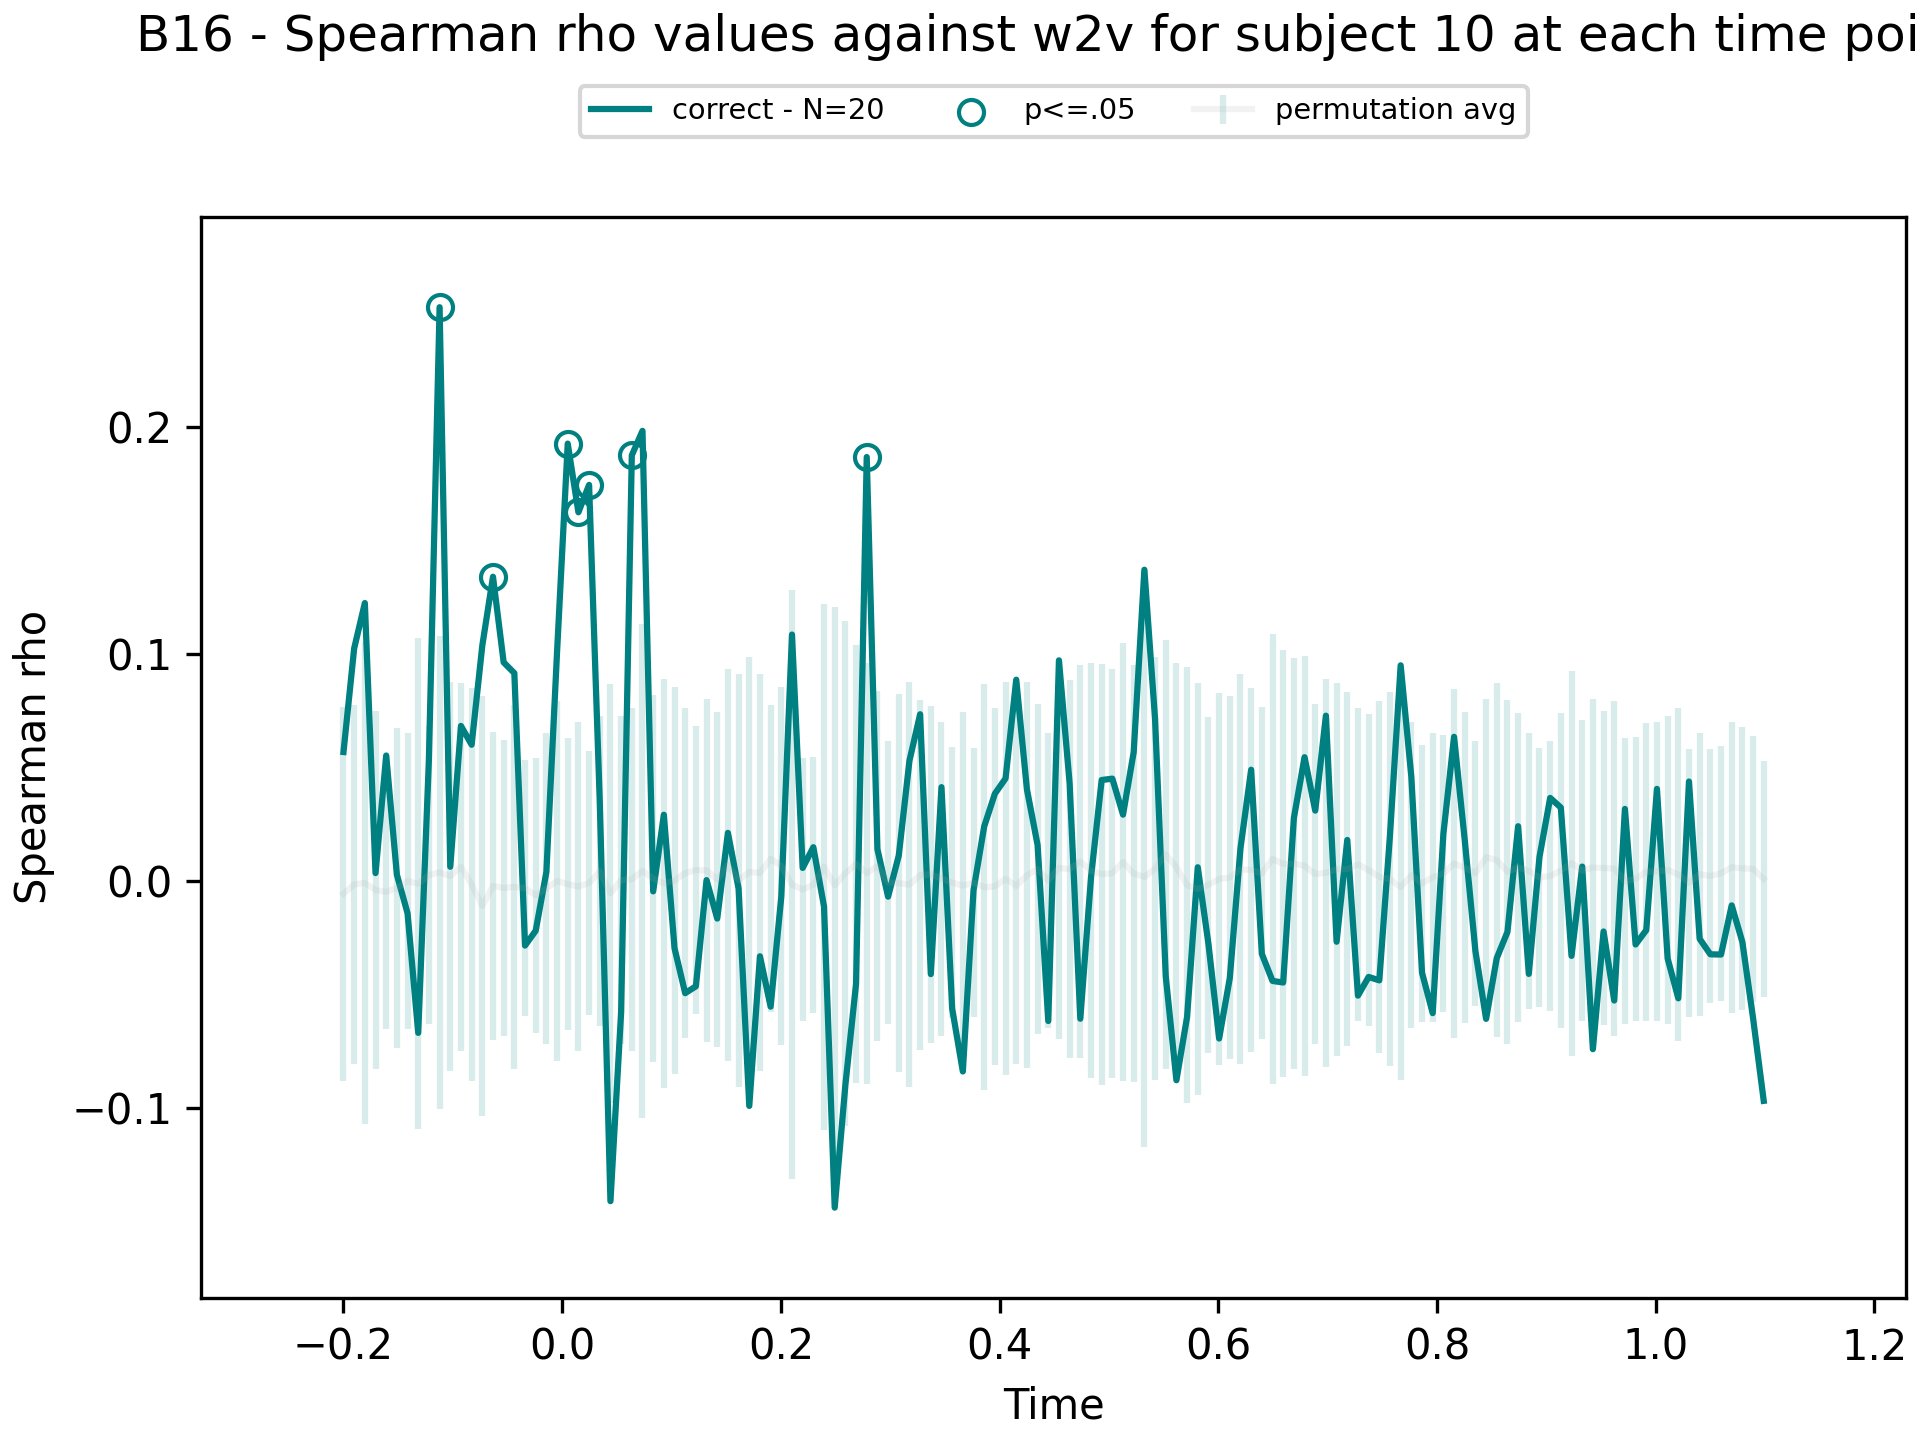 B16 - Spearman rho values against w2v for subject 10 at each time poi
correct - N=20 p<=.05 permutation avg
Spearman rho
0.2
0.1
0.0
−0.1
−0.2 0.0 0.2 0.4 0.6 0.8 1.0 1.2
Time